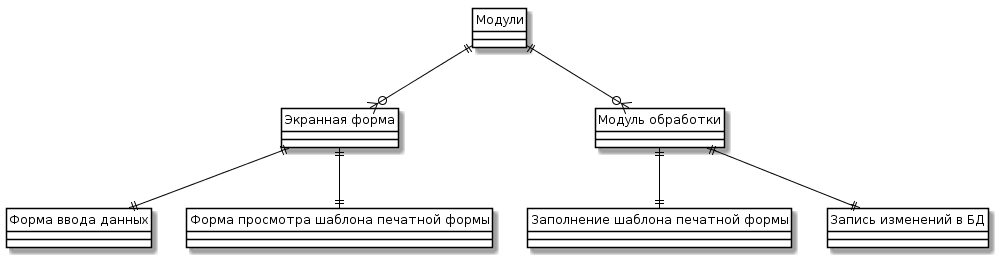 Модули
Экранная форма
Модуль обработки
Форма ввода данных
Форма просмотра шаблона печатной формы
Заполнение шаблона печатной формы
Запись изменений в БД